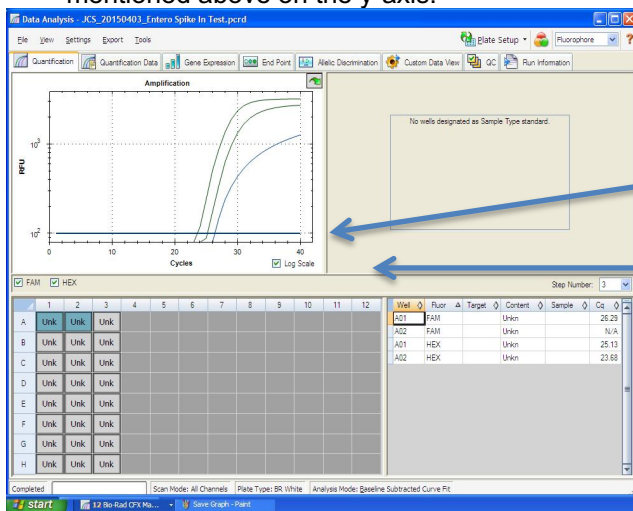 mentioned above on the y-axis.
Data Analysis - JCS_20150403_Entero Spike In Test.pcrd
File View Settings Export Tools Plate Setup Fluorophore ?
Quantification Quantification Data Gene Expression End Point Allelic Discrimination Custom Data View QC Run Information
Amplification
No wells designated as Sample Type standard.
10^3
RFU
10^2
0 10 20 30 40
Cycles
Log Scale
FAM HEX
Step Number: 3
1 2 3 4 5 6 7 8 9 10 11 12
A Unk Unk Unk
B Unk Unk Unk
C Unk Unk Unk
D Unk Unk Unk
E Unk Unk Unk
F Unk Unk Unk
G Unk Unk Unk
H Unk Unk Unk
Well Fluor Target Content Sample Cq
A01 FAM Unkn 26.29
A02 FAM Unkn N/A
A01 HEX Unkn 25.13
A02 HEX Unkn 23.68
Completed Scan Mode: All Channels Plate Type: BR White Analysis Mode: Baseline Subtracted Curve Fit
start 12 Bio-Rad CFX Ma... Save Graph - Paint